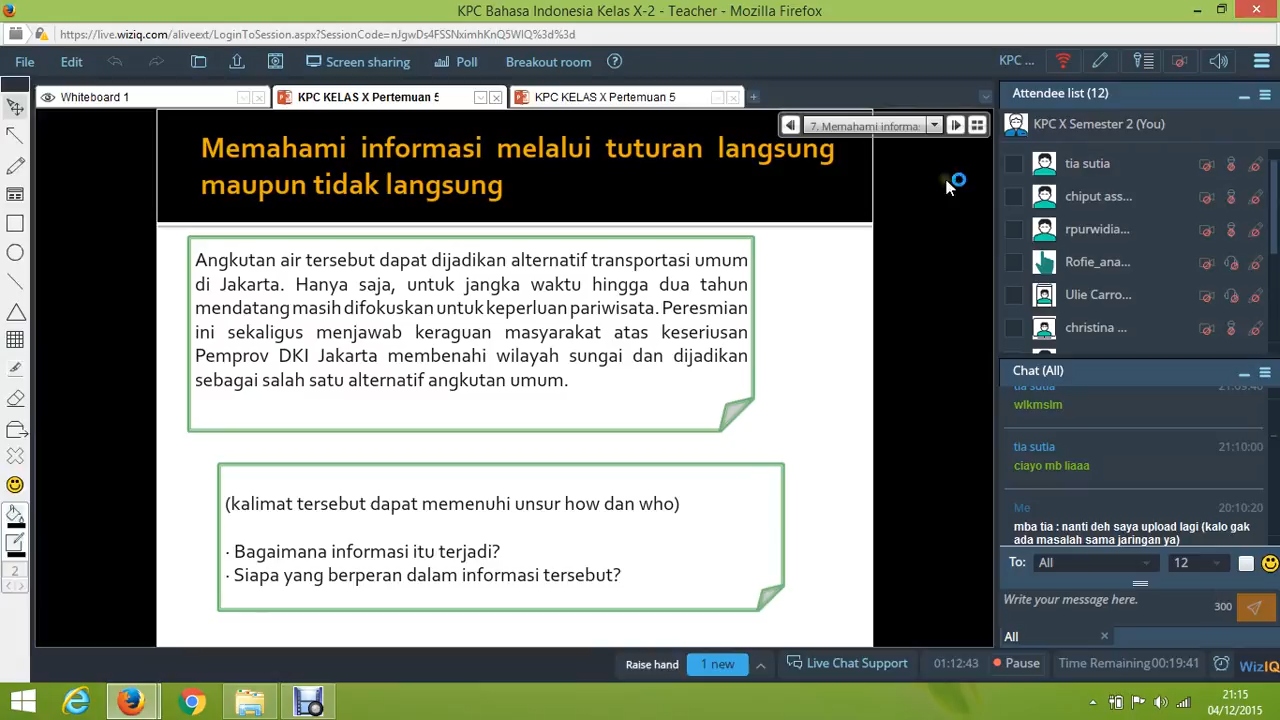 KPC Bahasa Indonesia Kelas X-2 - Teacher - Mozilla Firefox
https://live.wiziq.com/aliveext/LoginToSession.aspx?SessionCode=nJgwDs4FSSNximhKnQ5WIQ%3d%3d
File Edit Screen sharing Poll Breakout room KPC ...
Whiteboard 1 KPC KELAS X Pertemuan 5 KPC KELAS X Pertemuan 5
7. Memahami informa:
Memahami informasi melalui tuturan langsung
maupun tidak langsung
Angkutan air tersebut dapat dijadikan alternatif transportasi umum
di Jakarta. Hanya saja, untuk jangka waktu hingga dua tahun
mendatang masih difokuskan untuk keperluan pariwisata. Peresmian
ini sekaligus menjawab keraguan masyarakat atas keseriusan
Pemprov DKI Jakarta membenahi wilayah sungai dan dijadikan
sebagai salah satu alternatif angkutan umum.
(kalimat tersebut dapat memenuhi unsur how dan who)
· Bagaimana informasi itu terjadi?
· Siapa yang berperan dalam informasi tersebut?
2
Attendee list (12)
KPC X Semester 2 (You)
tia sutia
chiput ass...
rpurwidia...
Rofie_ana...
Ulie Carro...
christina ...
Chat (All)
tia sutia 21:09:40
wlkmslm
tia sutia 21:10:00
ciayo mb liaaa
Me 20:10:20
mba tia : nanti deh saya upload lagi (kalo gak
ada masalah sama jaringan ya)
To: All 12
Write your message here. 300
All
Raise hand 1 new Live Chat Support 01:12:43 Pause Time Remaining 00:19:41 WizIQ
21:15
04/12/2015